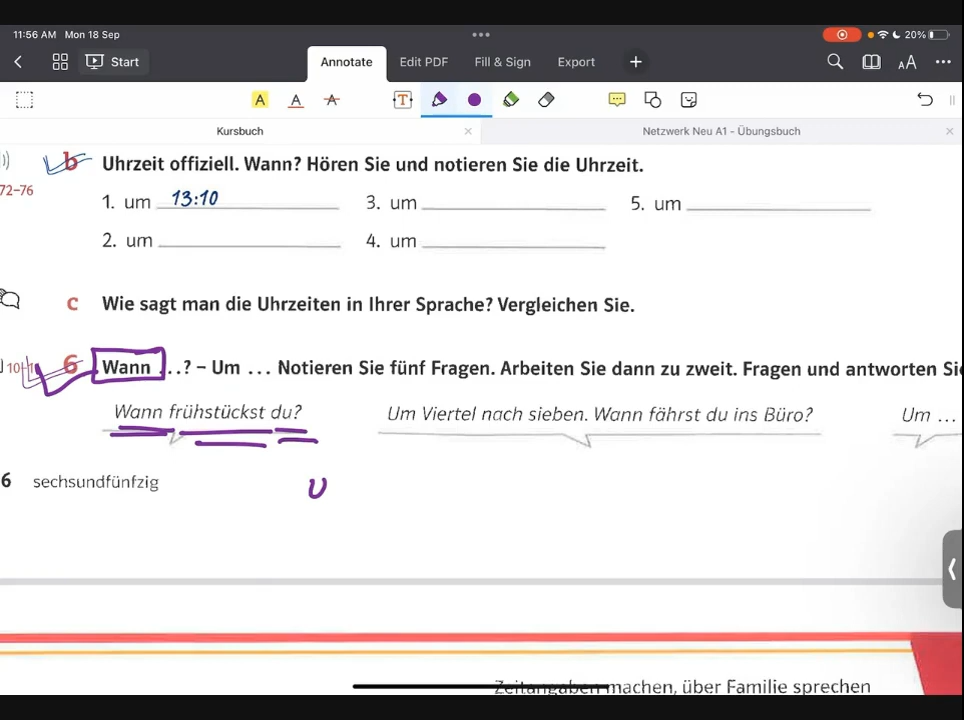 11:56 AM Mon 18 Sep
20%
Start
Annotate
Edit PDF
Fill & Sign
Export
Kursbuch
Netzwerk Neu A1 - Übungsbuch
b Uhrzeit offiziell. Wann? Hören Sie und notieren Sie die Uhrzeit.
72–76
1. um 13:10 3. um 5. um
2. um 4. um
c Wie sagt man die Uhrzeiten in Ihrer Sprache? Vergleichen Sie.
6 Wann ...? – Um ... Notieren Sie fünf Fragen. Arbeiten Sie dann zu zweit. Fragen und antworten
Wann frühstückst du? Um Viertel nach sieben. Wann fährst du ins Büro? Um ...
6 sechsundfünfzig
U
Zeitangaben machen, über Familie sprechen